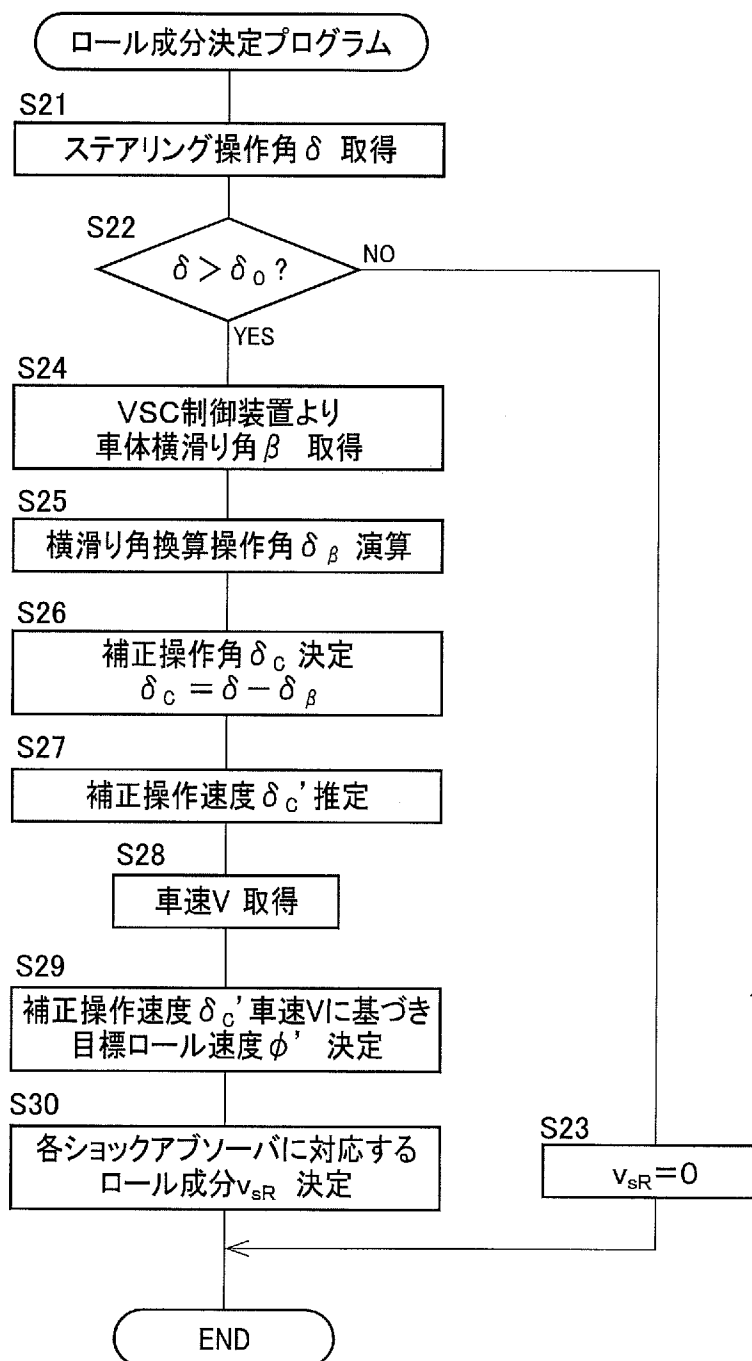 ロール成分決定プログラム
S21
ステアリング操作角δ 取得
S22
δ＞δ₀？
NO
YES
S24
VSC制御装置より
車体横滑り角β 取得
S25
横滑り角換算操作角δβ 演算
S26
補正操作角δC 決定
δC＝δ－δβ
S27
補正操作速度δC’推定
S28
車速V 取得
S29
補正操作速度δC’車速Vに基づき
目標ロール速度φ’ 決定
S30
各ショックアブソーバに対応する
ロール成分vsR 決定
S23
vsR＝0
END